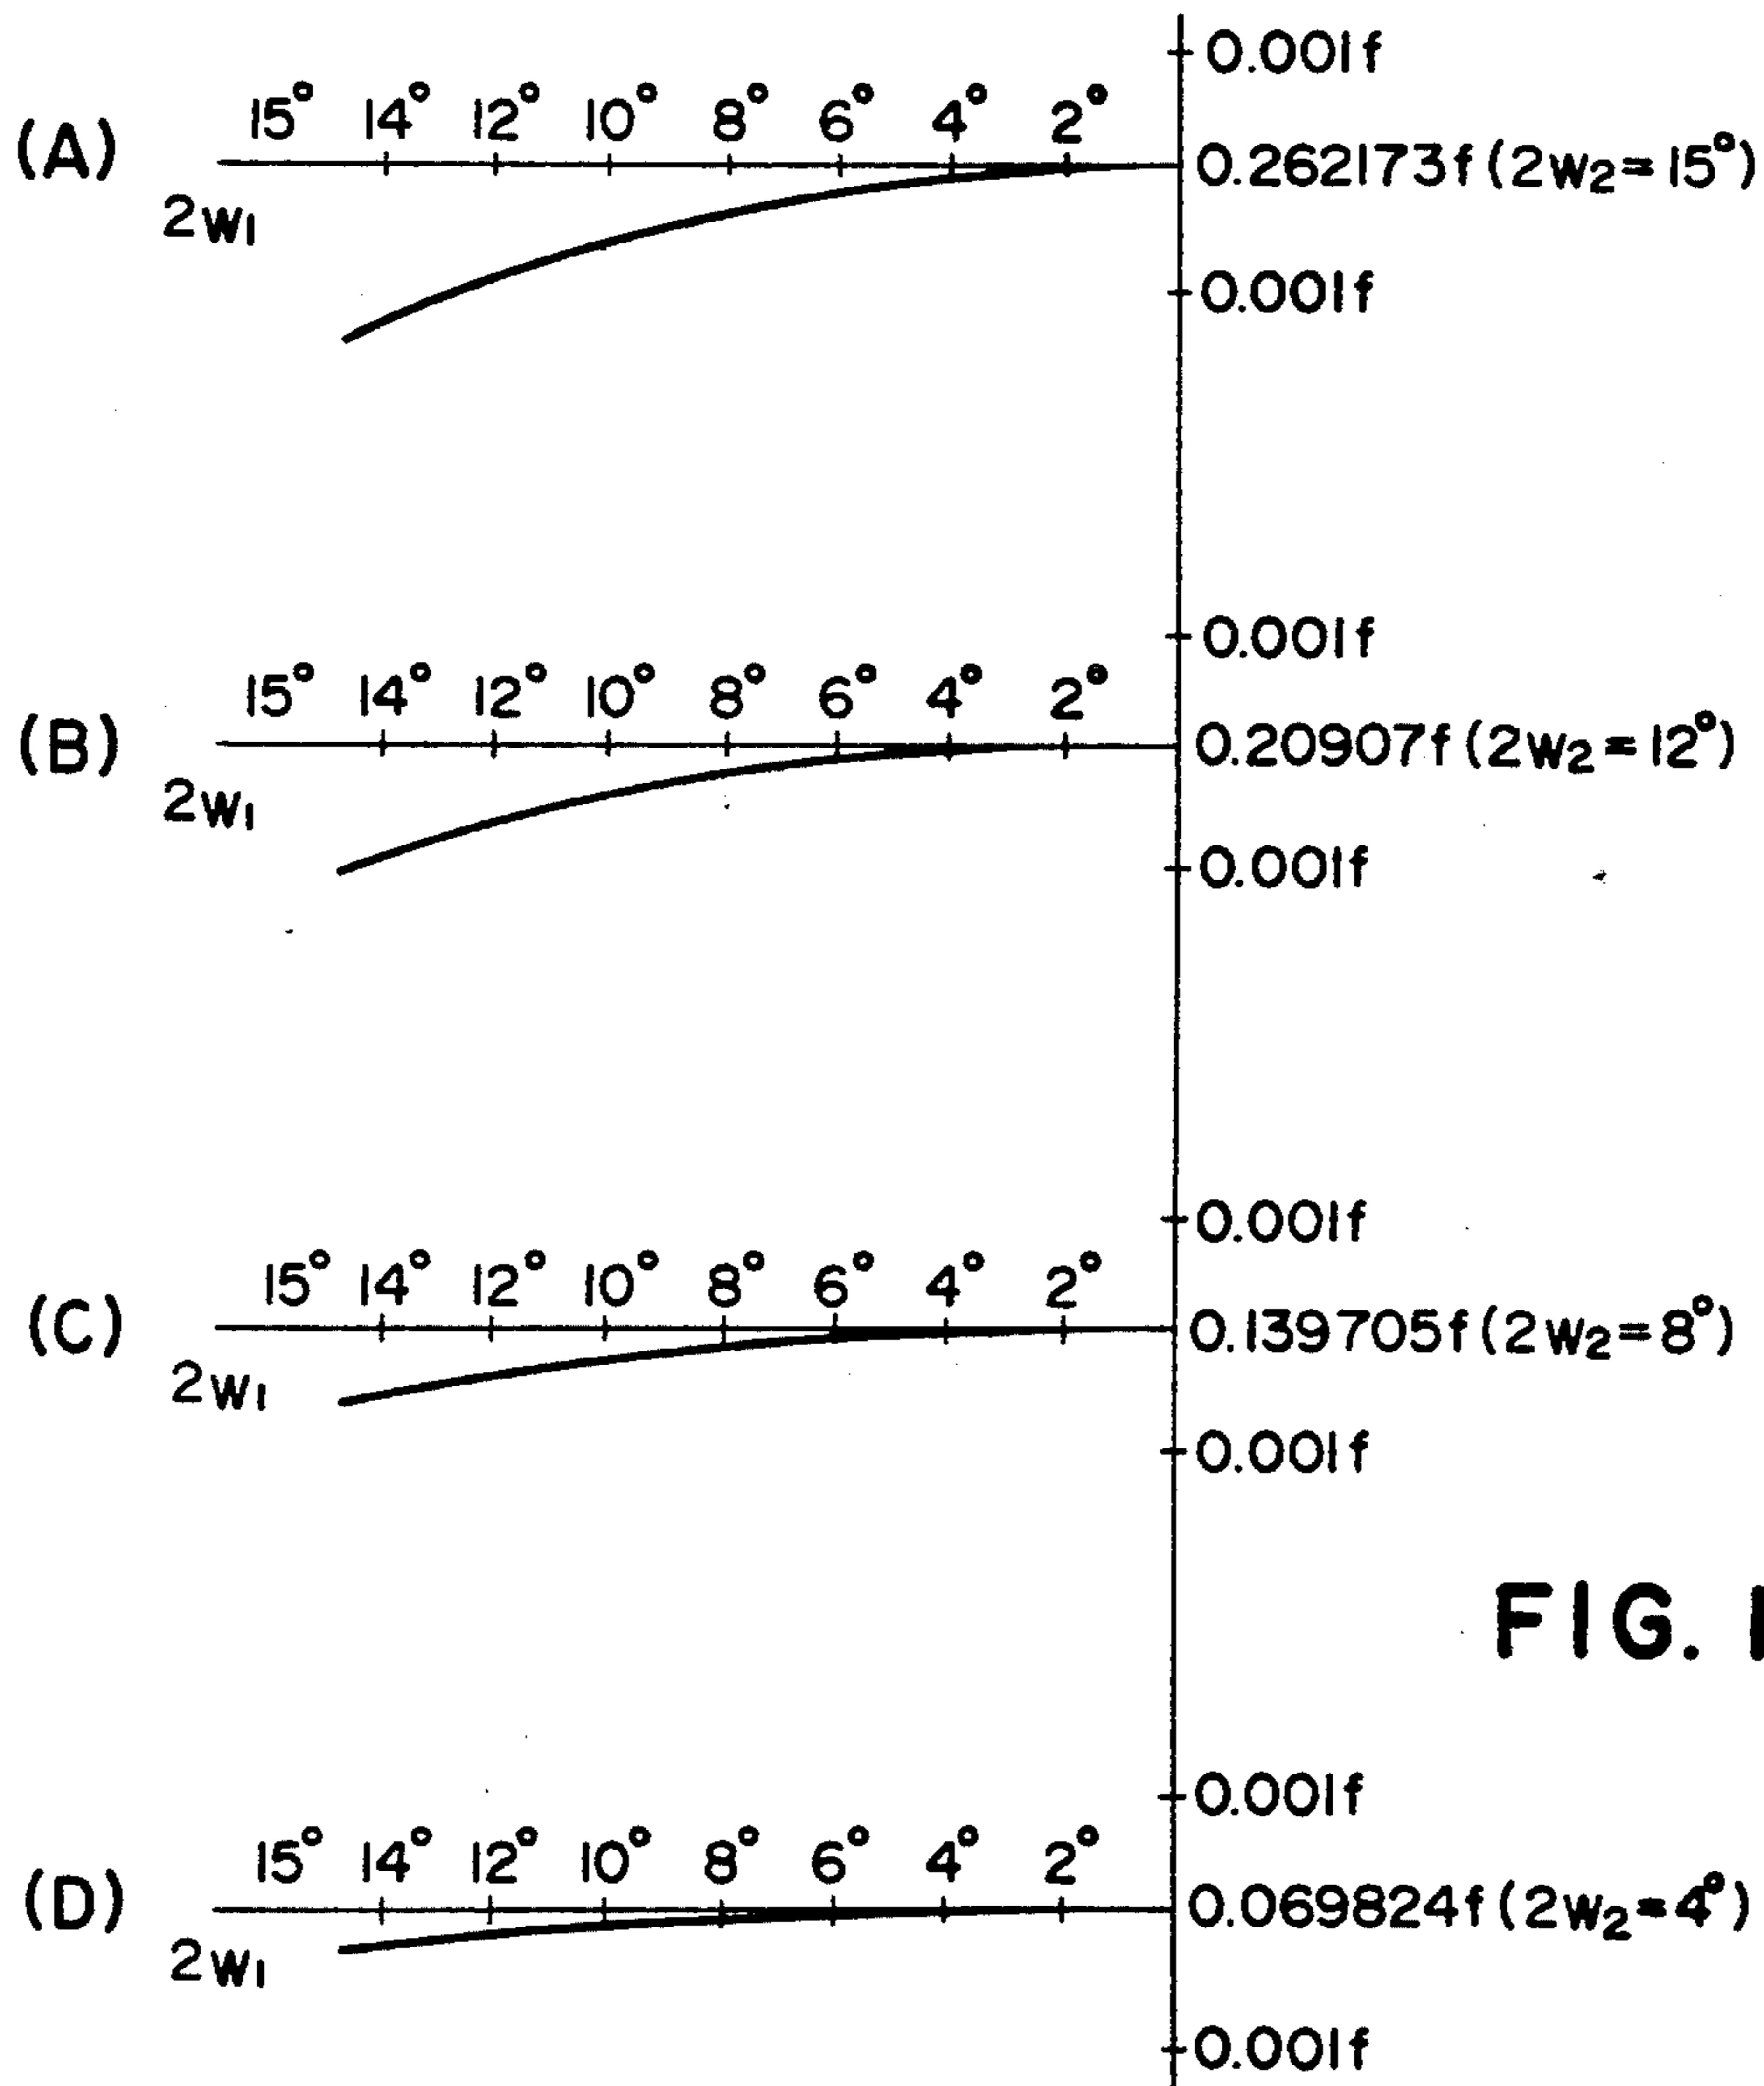 0.001f
15° 14° 12° 10° 8° 6° 4° 2°
(A) 0.262173f (2w₂=15°)
2w₁
0.001f
0.001f
15° 14° 12° 10° 8° 6° 4° 2°
(B) 0.20907f (2w₂=12°)
2w₁
0.001f
0.001f
15° 14° 12° 10° 8° 6° 4° 2°
(C) 0.139705f (2w₂=8°)
2w₁
0.001f
FIG.
0.001f
15° 14° 12° 10° 8° 6° 4° 2°
(D) 0.069824f (2w₂=4°)
2w₁
0.001f